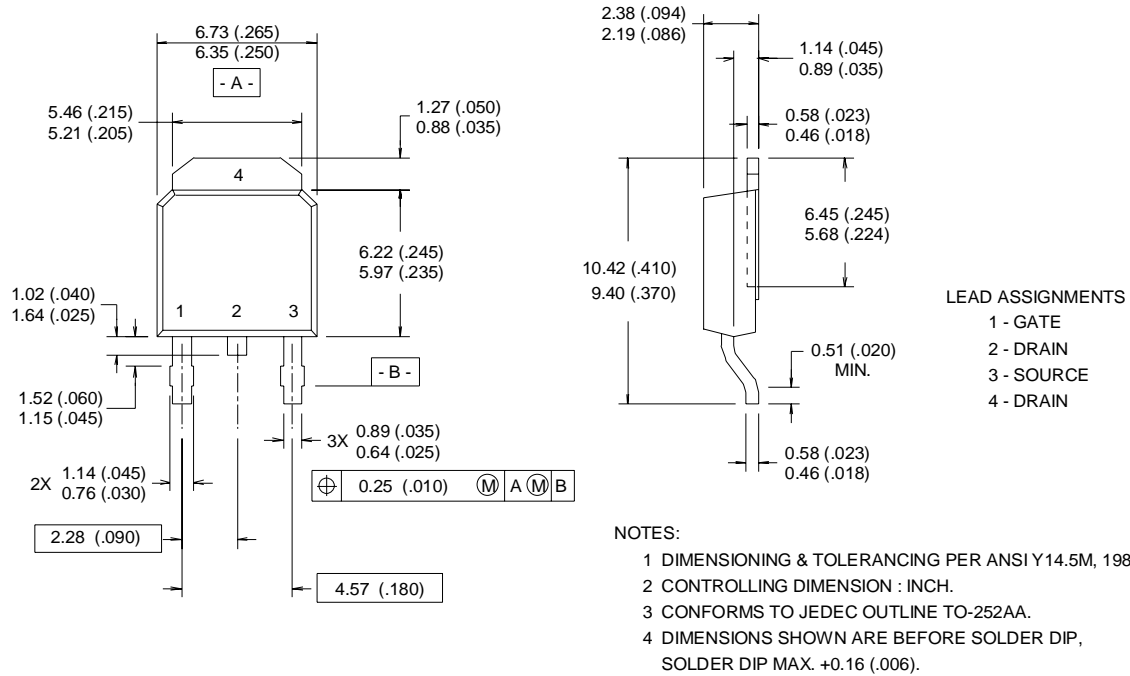 6.73 (.265)
6.35 (.250)
- A -
5.46 (.215)
5.21 (.205)
1.27 (.050)
0.88 (.035)
4
6.22 (.245)
5.97 (.235)
1.02 (.040)
1.64 (.025)
1 2 3
1.52 (.060)
1.15 (.045)
- B -
3X 0.89 (.035)
0.64 (.025)
2X 1.14 (.045)
0.76 (.030)
0.25 (.010) M A M B
2.28 (.090)
4.57 (.180)
2.38 (.094)
2.19 (.086)
1.14 (.045)
0.89 (.035)
0.58 (.023)
0.46 (.018)
6.45 (.245)
5.68 (.224)
10.42 (.410)
9.40 (.370)
0.51 (.020)
MIN.
0.58 (.023)
0.46 (.018)
LEAD ASSIGNMENTS
1 - GATE
2 - DRAIN
3 - SOURCE
4 - DRAIN
NOTES:
1 DIMENSIONING & TOLERANCING PER ANSI Y14.5M, 198
2 CONTROLLING DIMENSION : INCH.
3 CONFORMS TO JEDEC OUTLINE TO-252AA.
4 DIMENSIONS SHOWN ARE BEFORE SOLDER DIP,
SOLDER DIP MAX. +0.16 (.006).